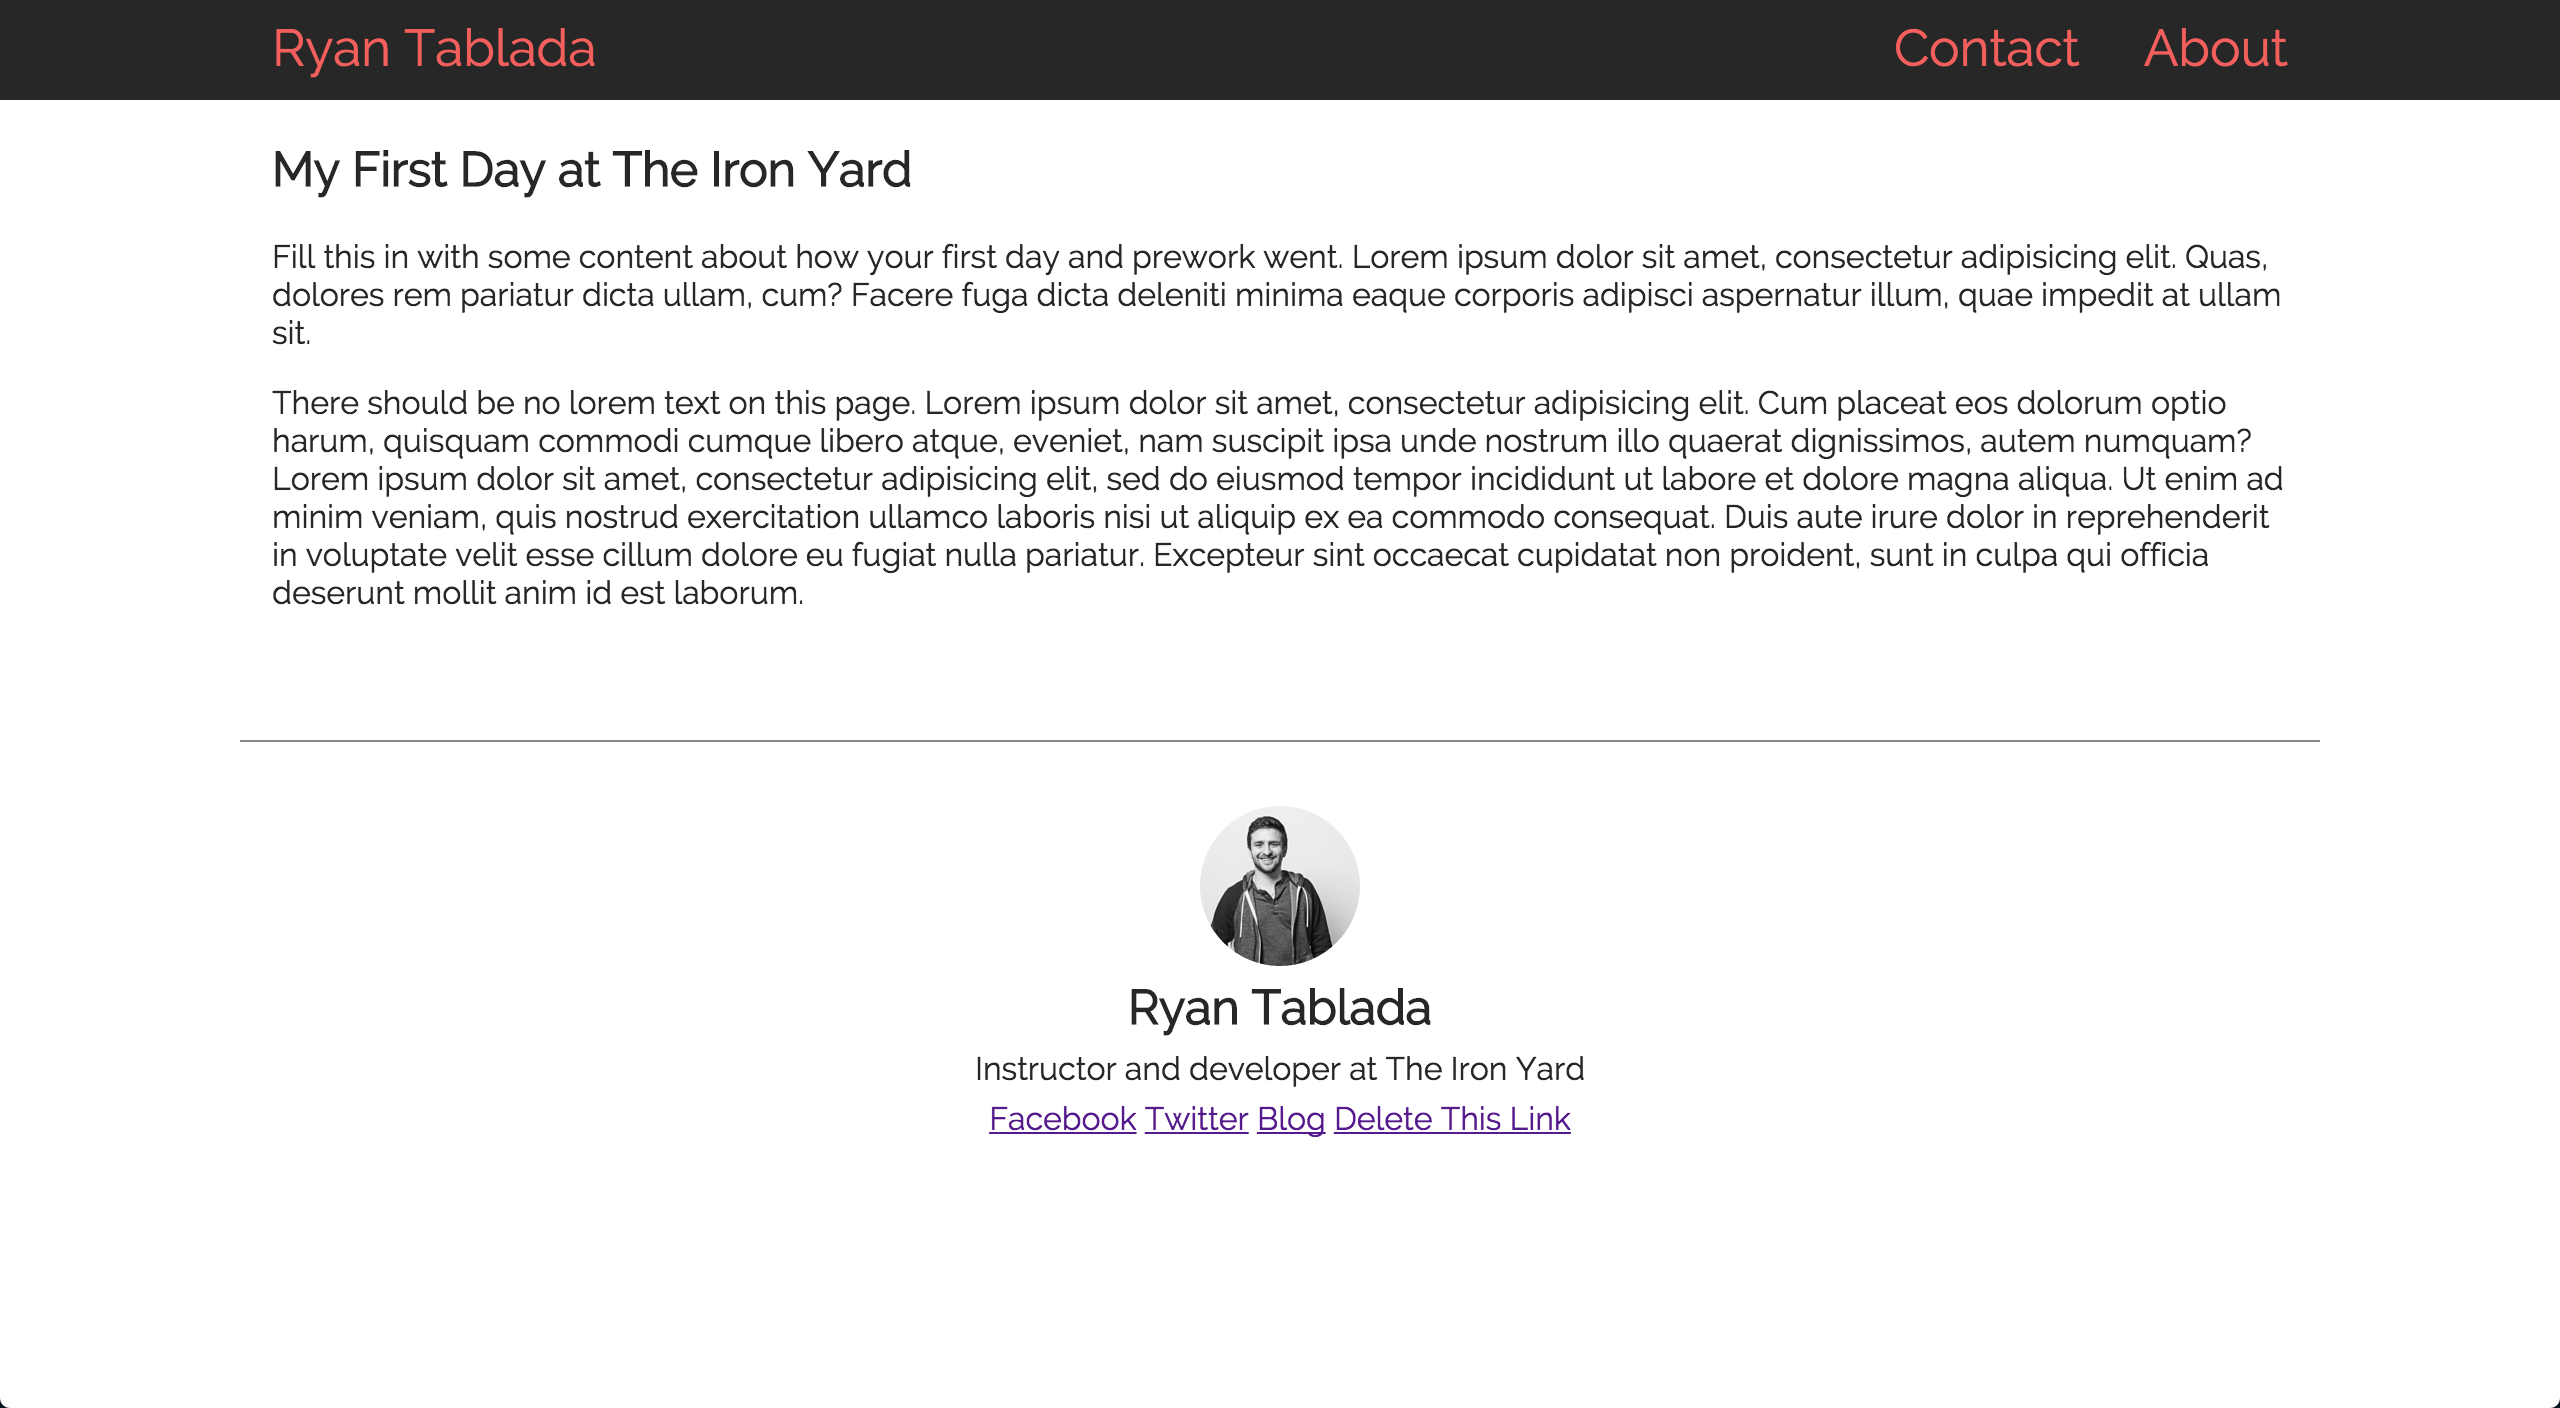 Ryan Tablada Contact About
My First Day at The Iron Yard
Fill this in with some content about how your first day and prework went. Lorem ipsum dolor sit amet, consectetur adipisicing elit. Quas,
dolores rem pariatur dicta ullam, cum? Facere fuga dicta deleniti minima eaque corporis adipisci aspernatur illum, quae impedit at ullam
sit.
There should be no lorem text on this page. Lorem ipsum dolor sit amet, consectetur adipisicing elit. Cum placeat eos dolorum optio
harum, quisquam commodi cumque libero atque, eveniet, nam suscipit ipsa unde nostrum illo quaerat dignissimos, autem numquam?
Lorem ipsum dolor sit amet, consectetur adipisicing elit, sed do eiusmod tempor incididunt ut labore et dolore magna aliqua. Ut enim ad
minim veniam, quis nostrud exercitation ullamco laboris nisi ut aliquip ex ea commodo consequat. Duis aute irure dolor in reprehenderit
in voluptate velit esse cillum dolore eu fugiat nulla pariatur. Excepteur sint occaecat cupidatat non proident, sunt in culpa qui officia
deserunt mollit anim id est laborum.
Ryan Tablada
Instructor and developer at The Iron Yard
Facebook Twitter Blog Delete This Link